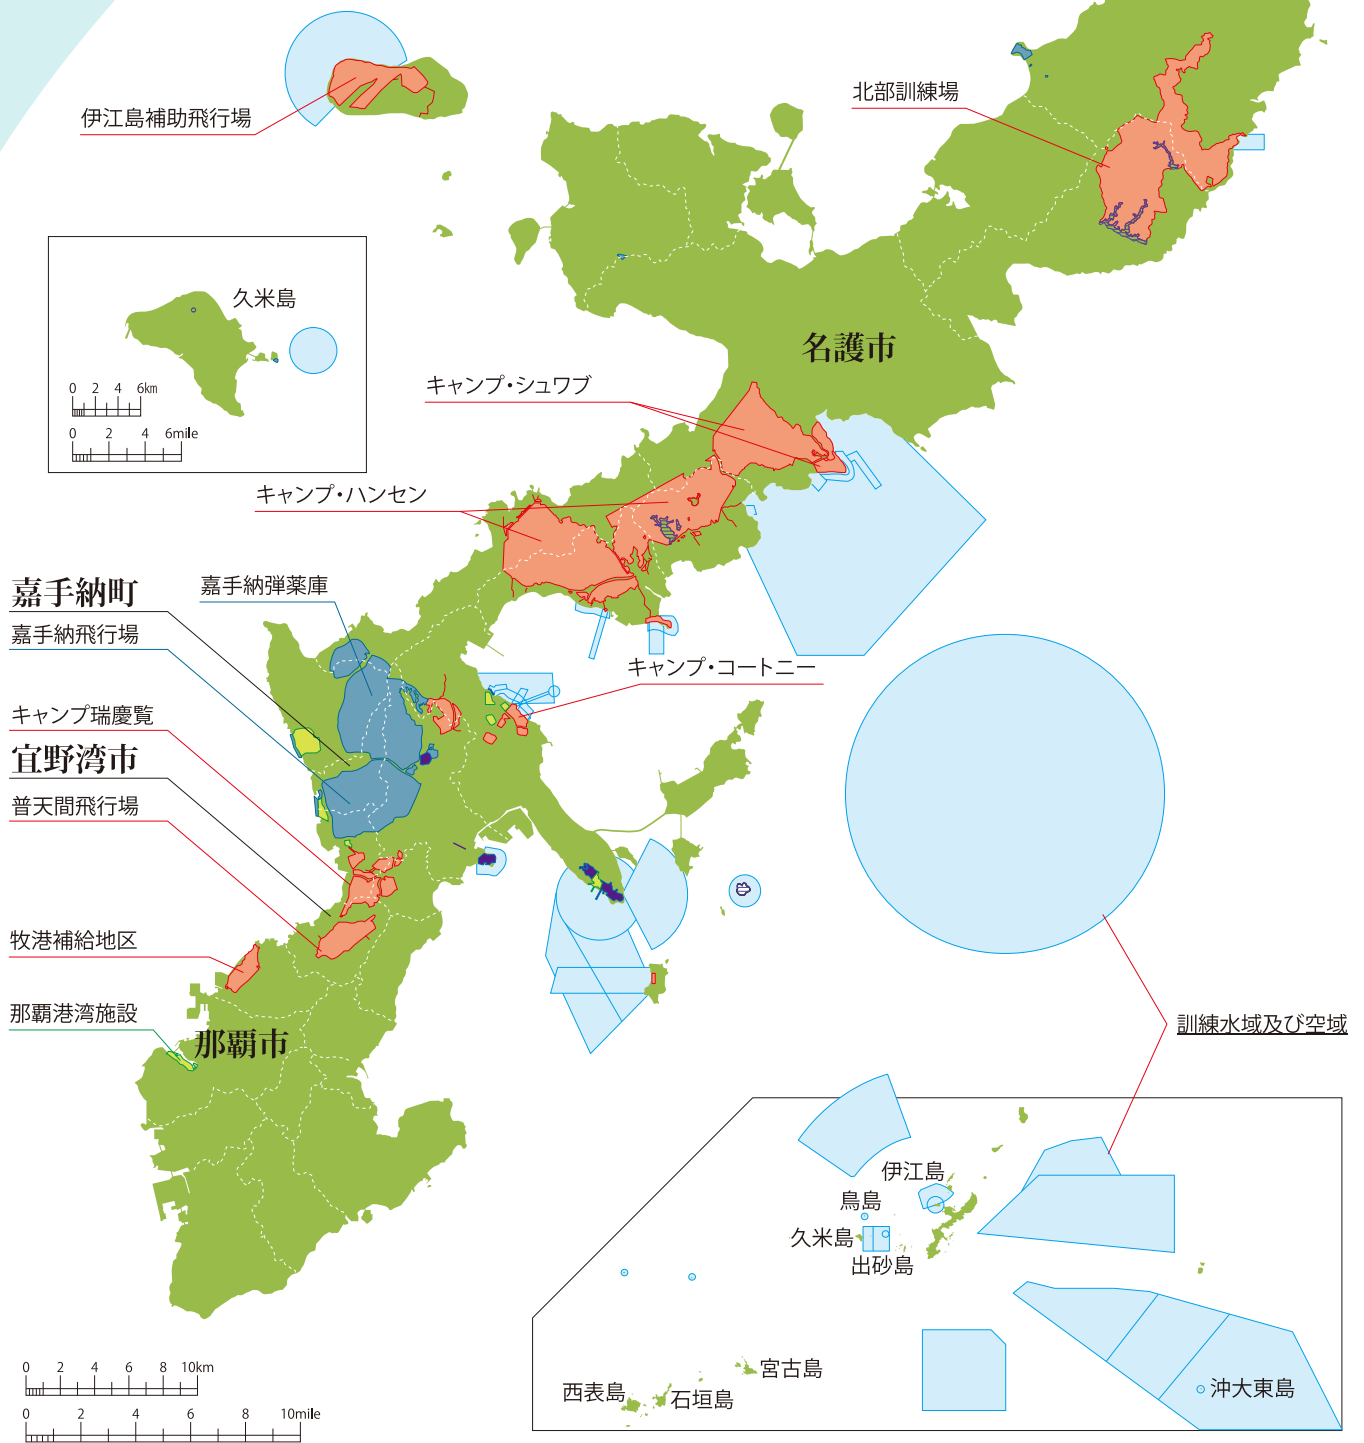 伊江島補助飛行場
北部訓練場
久米島
0 2 4 6km
0 2 4 6mile
名護市
キャンプ・シュワブ
キャンプ・ハンセン
嘉手納町
嘉手納弾薬庫
嘉手納飛行場
キャンプ・コートニー
キャンプ瑞慶覧
宜野湾市
普天間飛行場
牧港補給地区
那覇港湾施設
那覇市
訓練水域及び空域
伊江島
鳥島
久米島
出砂島
宮古島
西表島
石垣島
沖大東島
0 2 4 6 8 10km
0 2 4 6 8 10mile